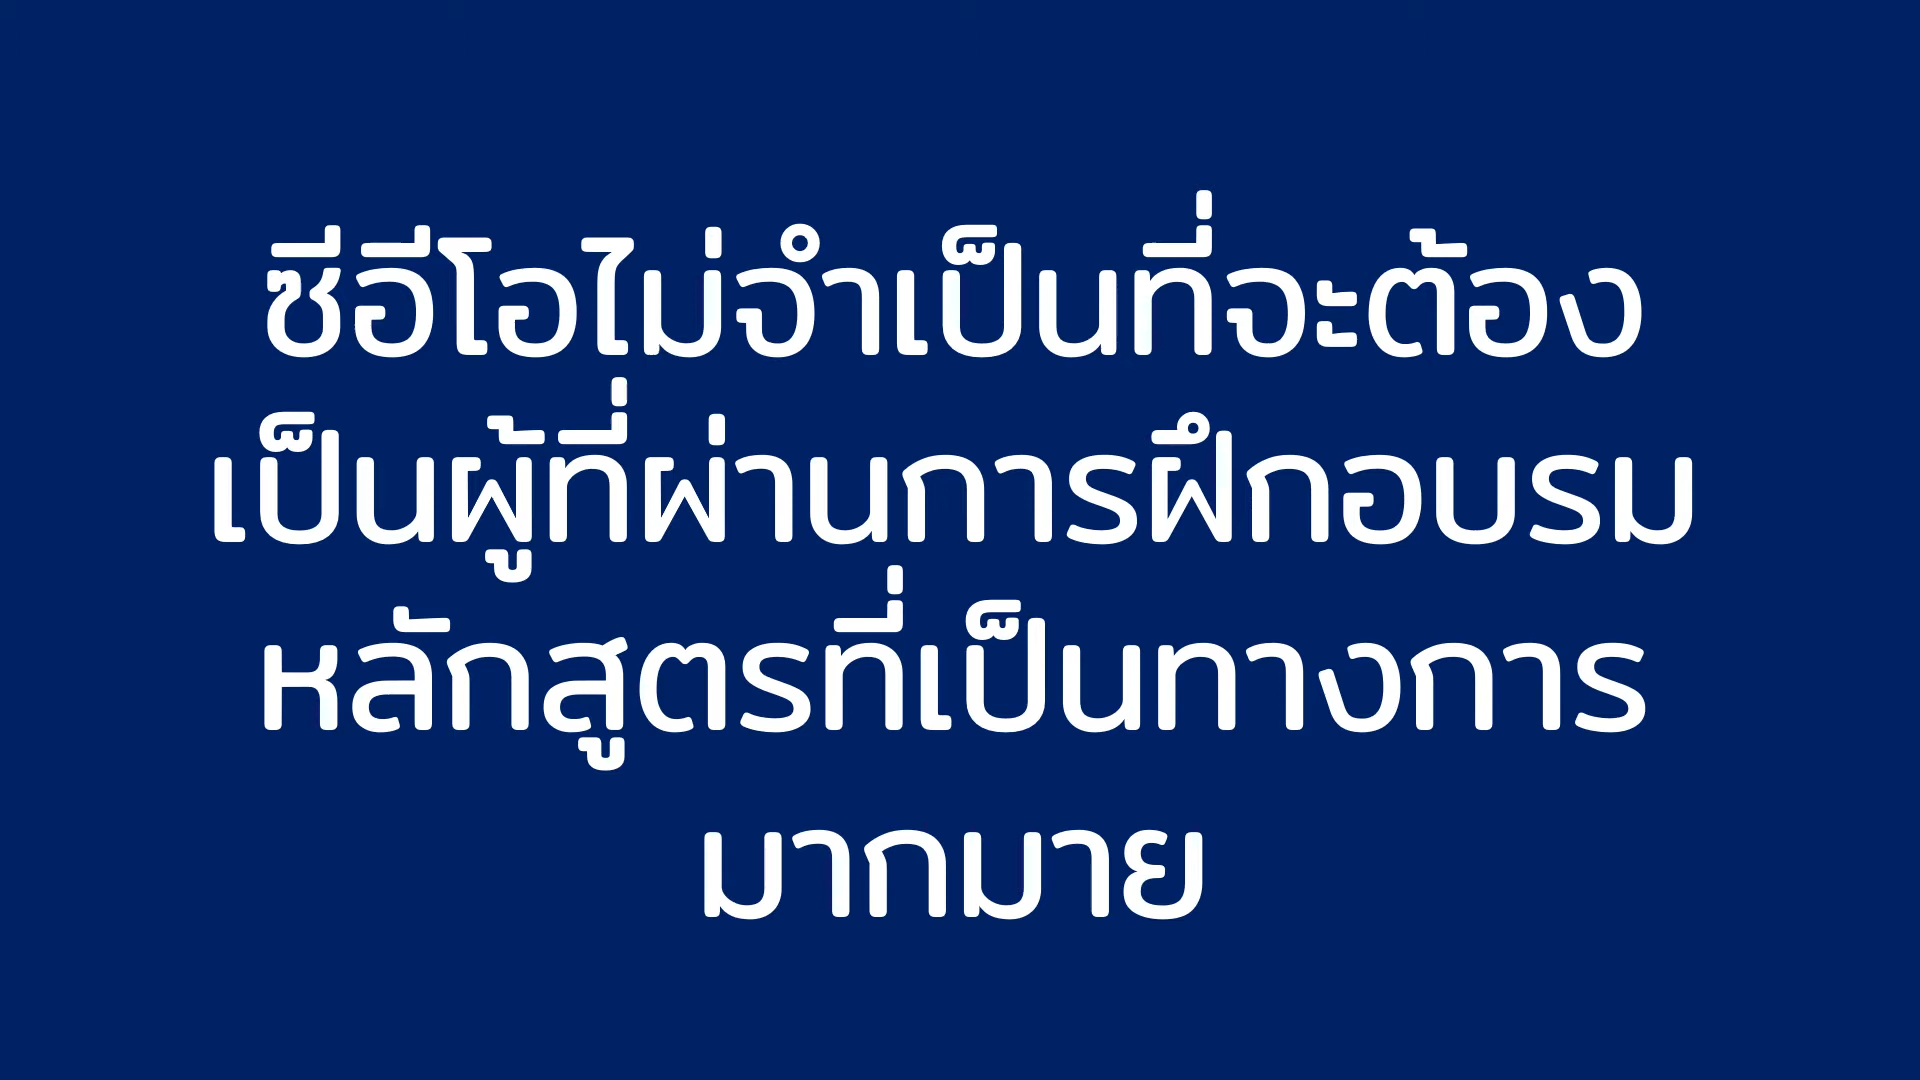 ซีอีโอไม่จำเป็นที่จะต้อง
เป็นผู้ที่ผ่านการฝึกอบรม
หลักสูตรที่เป็นทางการ
มากมาย